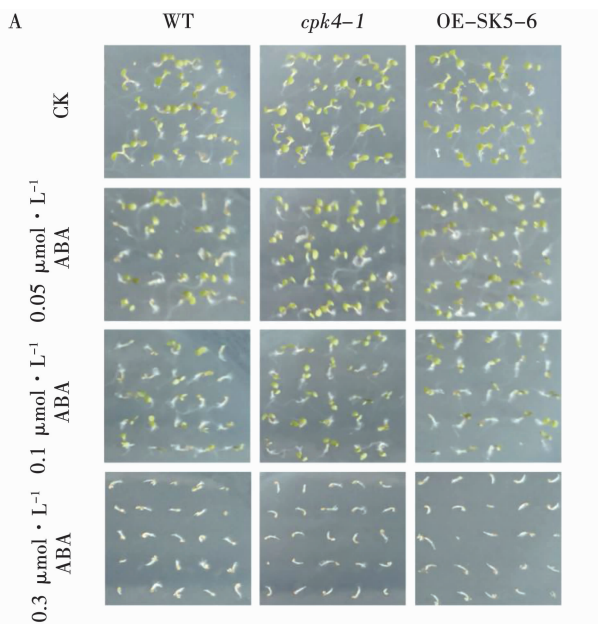 A
WT
cpk4-1
OE-SK5-6
CK
0.05 μmol · L⁻¹
ABA
0.1 μmol · L⁻¹
ABA
0.3 μmol · L⁻¹
ABA